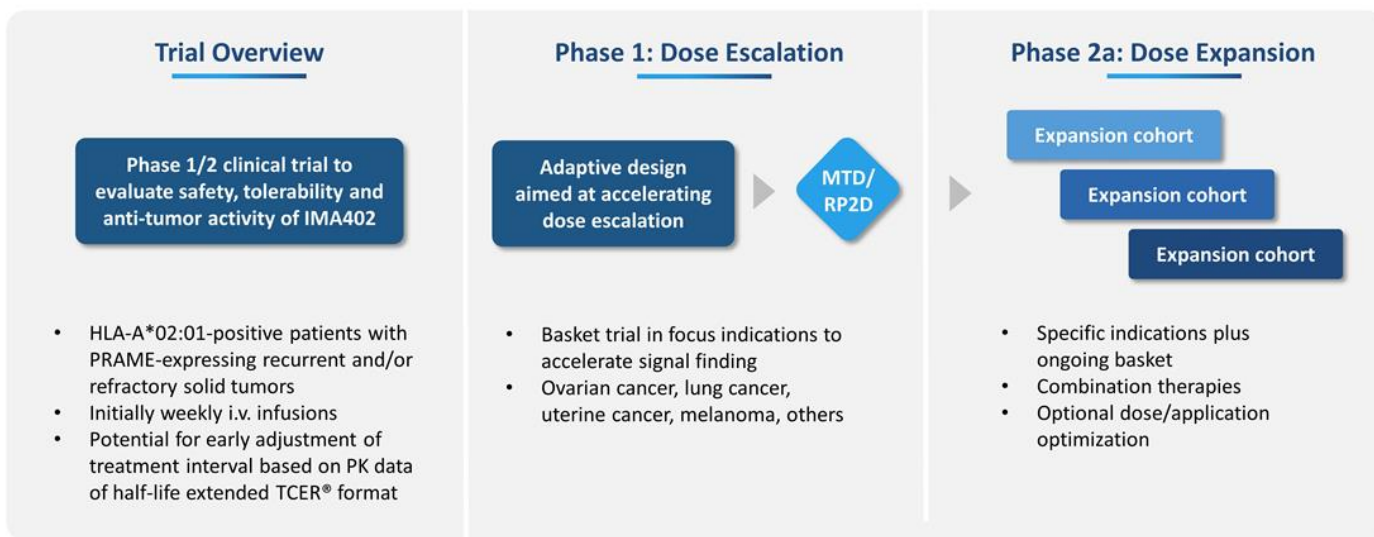 Trial Overview
Phase 1/2 clinical trial to
evaluate safety, tolerability and
anti-tumor activity of IMA402
• HLA-A*02:01-positive patients with
PRAME-expressing recurrent and/or
refractory solid tumors
• Initially weekly i.v. infusions
• Potential for early adjustment of
treatment interval based on PK data
of half-life extended TCER® format
Phase 1: Dose Escalation
Adaptive design
aimed at accelerating
dose escalation
MTD/
RP2D
• Basket trial in focus indications to
accelerate signal finding
• Ovarian cancer, lung cancer,
uterine cancer, melanoma, others
Phase 2a: Dose Expansion
Expansion cohort
Expansion cohort
Expansion cohort
• Specific indications plus
ongoing basket
• Combination therapies
• Optional dose/application
optimization